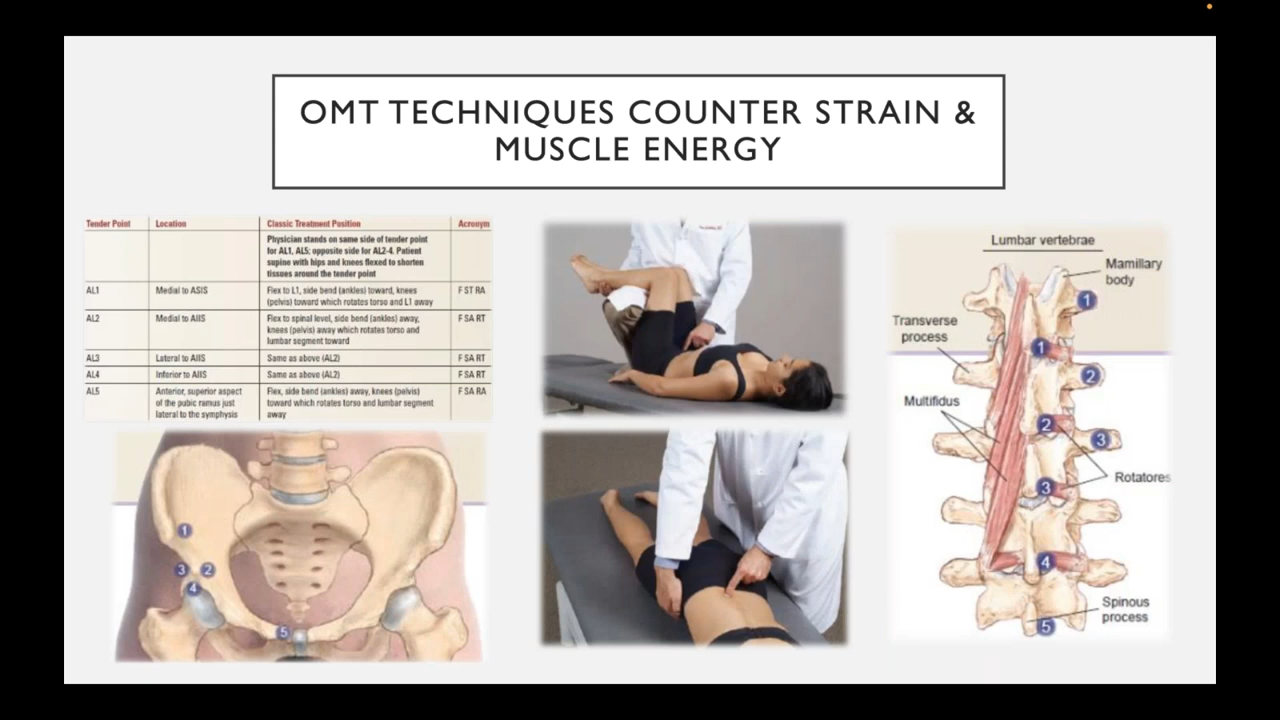 OMT TECHNIQUES COUNTER STRAIN &
MUSCLE ENERGY
Tender Point Location Classic Treatment Position Acronym
Physician stands on same side of tender point
for AL1, AL5; opposite side for AL2-4. Patient
supine with hips and knees flexed to shorten
tissues around the tender point
AL1 Medial to ASIS Flex to L1, side bend (ankles) toward, knees F ST RA
(pelvis) toward which rotates torso and L1 away
AL2 Medial to AIIS Flex to spinal level, side bend (ankles) away, F SA RT
knees (pelvis) away which rotates torso and
lumbar segment toward
AL3 Lateral to AIIS Same as above (AL2) F SA RT
AL4 Inferior to AIIS Same as above (AL2) F SA RT
AL5 Anterior, superior aspect Flex, side bend (ankles) away, knees (pelvis) F SA RA
of the pubic ramus just toward which rotates torso and lumbar segment
lateral to the symphysis away
1
3 2
4
5
Lumbar vertebrae
Mamillary
body
1
Transverse
process
1
2
Multifidus
2
3
Rotatores
3
4
Spinous
process
5